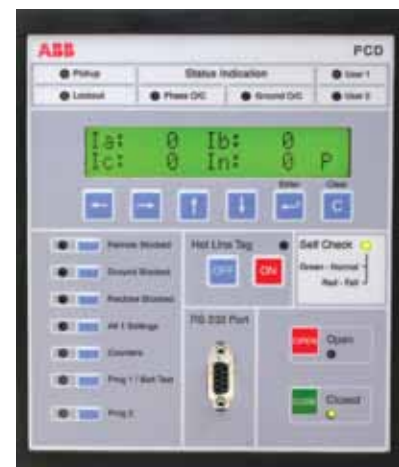 ABB PCD
Pickup Status Indication User 1
Lockout Phase O/C Ground O/C User 2
Ia: 0 Ib: 0
Ic: 0 In: 0 P
Enter Clear
C
Remote Blocked Hot Line Tag Self Check
OFF ON Green - Normal
Red - Fail
Ground Blocked
Reclose Blocked
Alt 1 Settings RS-232 Port
OPEN Open
Counters
Prog 1 / Batt Test
CLOSE Closed
Prog 2